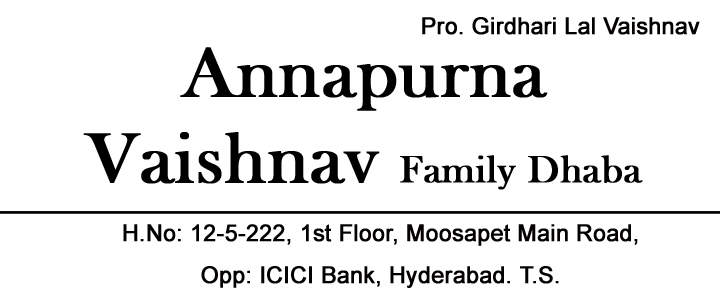 Pro. Girdhari Lal Vaishnav
Annapurna
Vaishnav Family Dhaba
H.No: 12-5-222, 1st Floor, Moosapet Main Road,
Opp: ICICI Bank, Hyderabad. T.S.